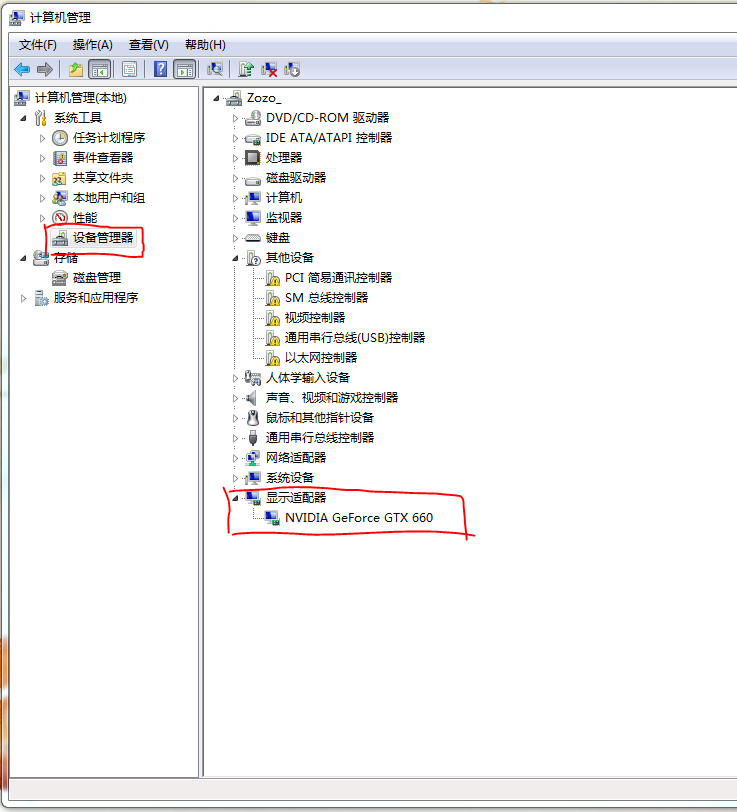 计算机管理
文件(F) 操作(A) 查看(V) 帮助(H)
计算机管理(本地)
系统工具
任务计划程序
事件查看器
共享文件夹
本地用户和组
性能
设备管理器
存储
磁盘管理
服务和应用程序
Zozo_
DVD/CD-ROM 驱动器
IDE ATA/ATAPI 控制器
处理器
磁盘驱动器
计算机
监视器
键盘
其他设备
PCI 简易通讯控制器
SM 总线控制器
视频控制器
通用串行总线(USB)控制器
以太网控制器
人体学输入设备
声音、视频和游戏控制器
鼠标和其他指针设备
通用串行总线控制器
网络适配器
系统设备
显示适配器
NVIDIA GeForce GTX 660